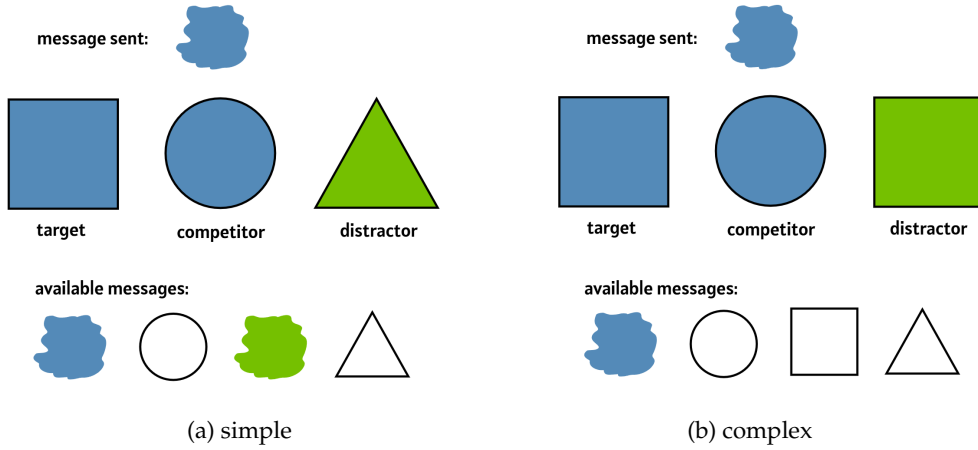 message sent:
target
competitor
distractor
available messages:
(a) simple
message sent:
target
competitor
distractor
available messages:
(b) complex